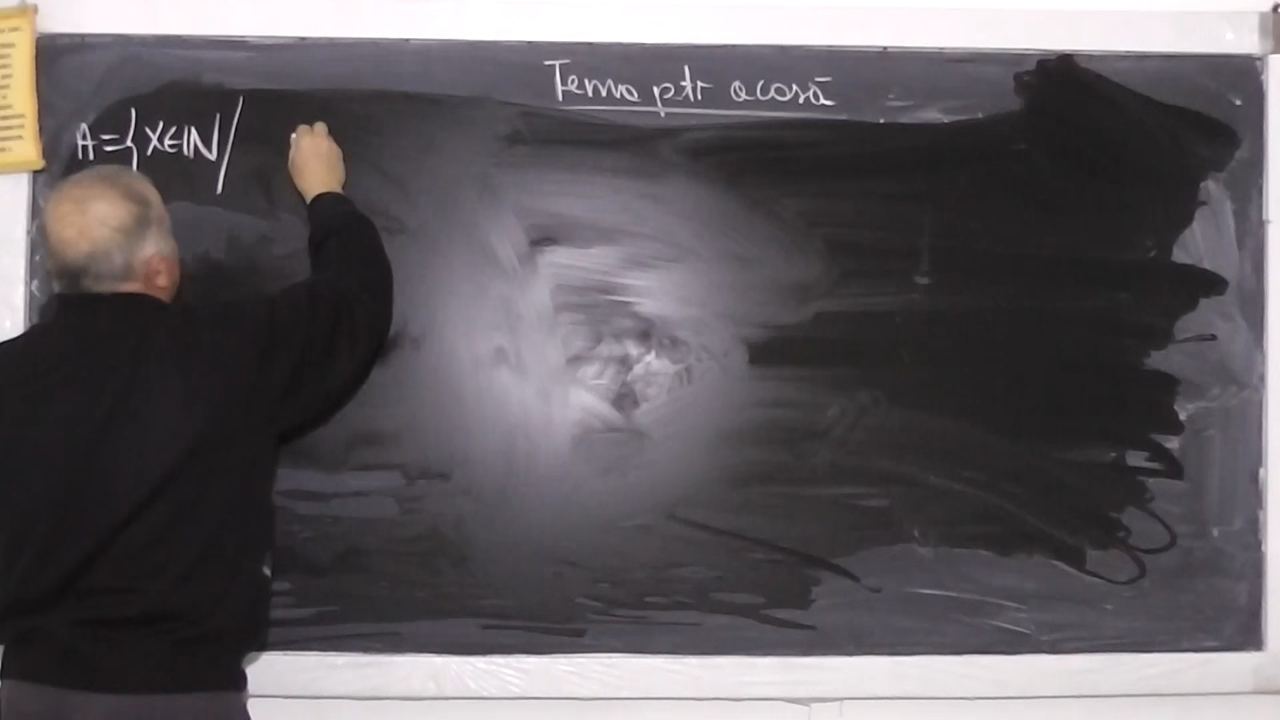 Tema ptr acasă
A = { X ∈ ℕ /